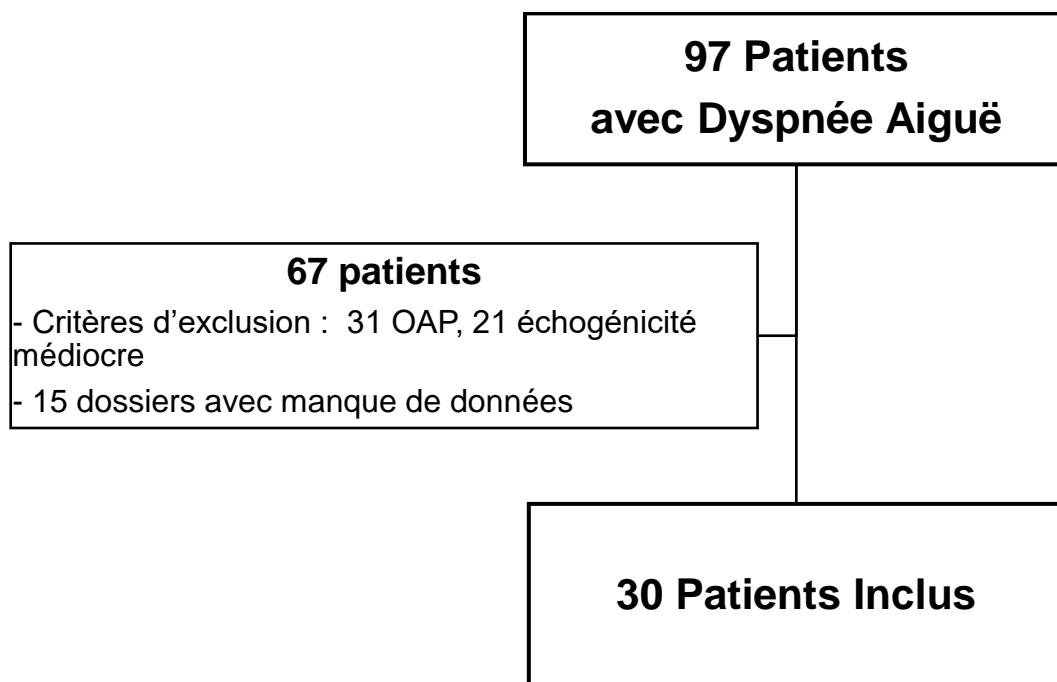 97 Patients
avec Dyspnée Aiguë
67 patients
- Critères d’exclusion :  31 OAP, 21 échogénicité
médiocre
- 15 dossiers avec manque de données
30 Patients Inclus